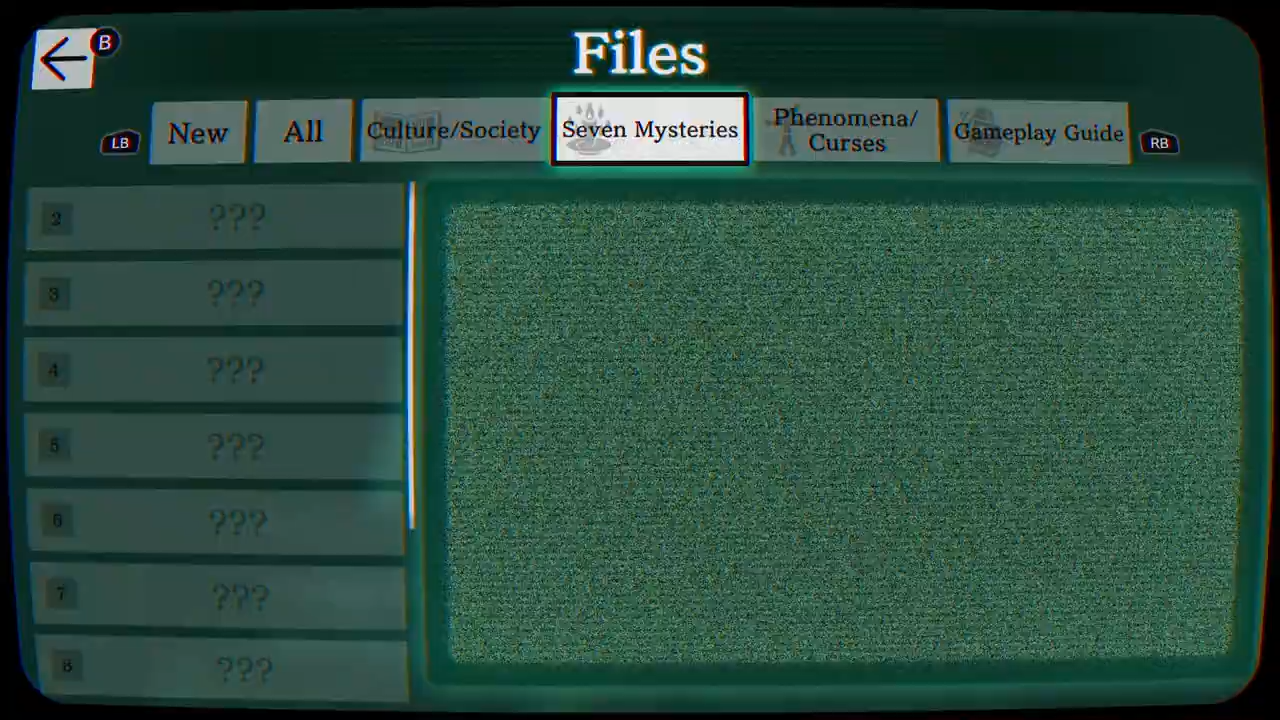 B
Files
LB
New
All
Culture/Society
Seven Mysteries
Phenomena/
Curses
Gameplay Guide
RB
2 ???
3 ???
4 ???
5 ???
6 ???
7 ???
8 ???